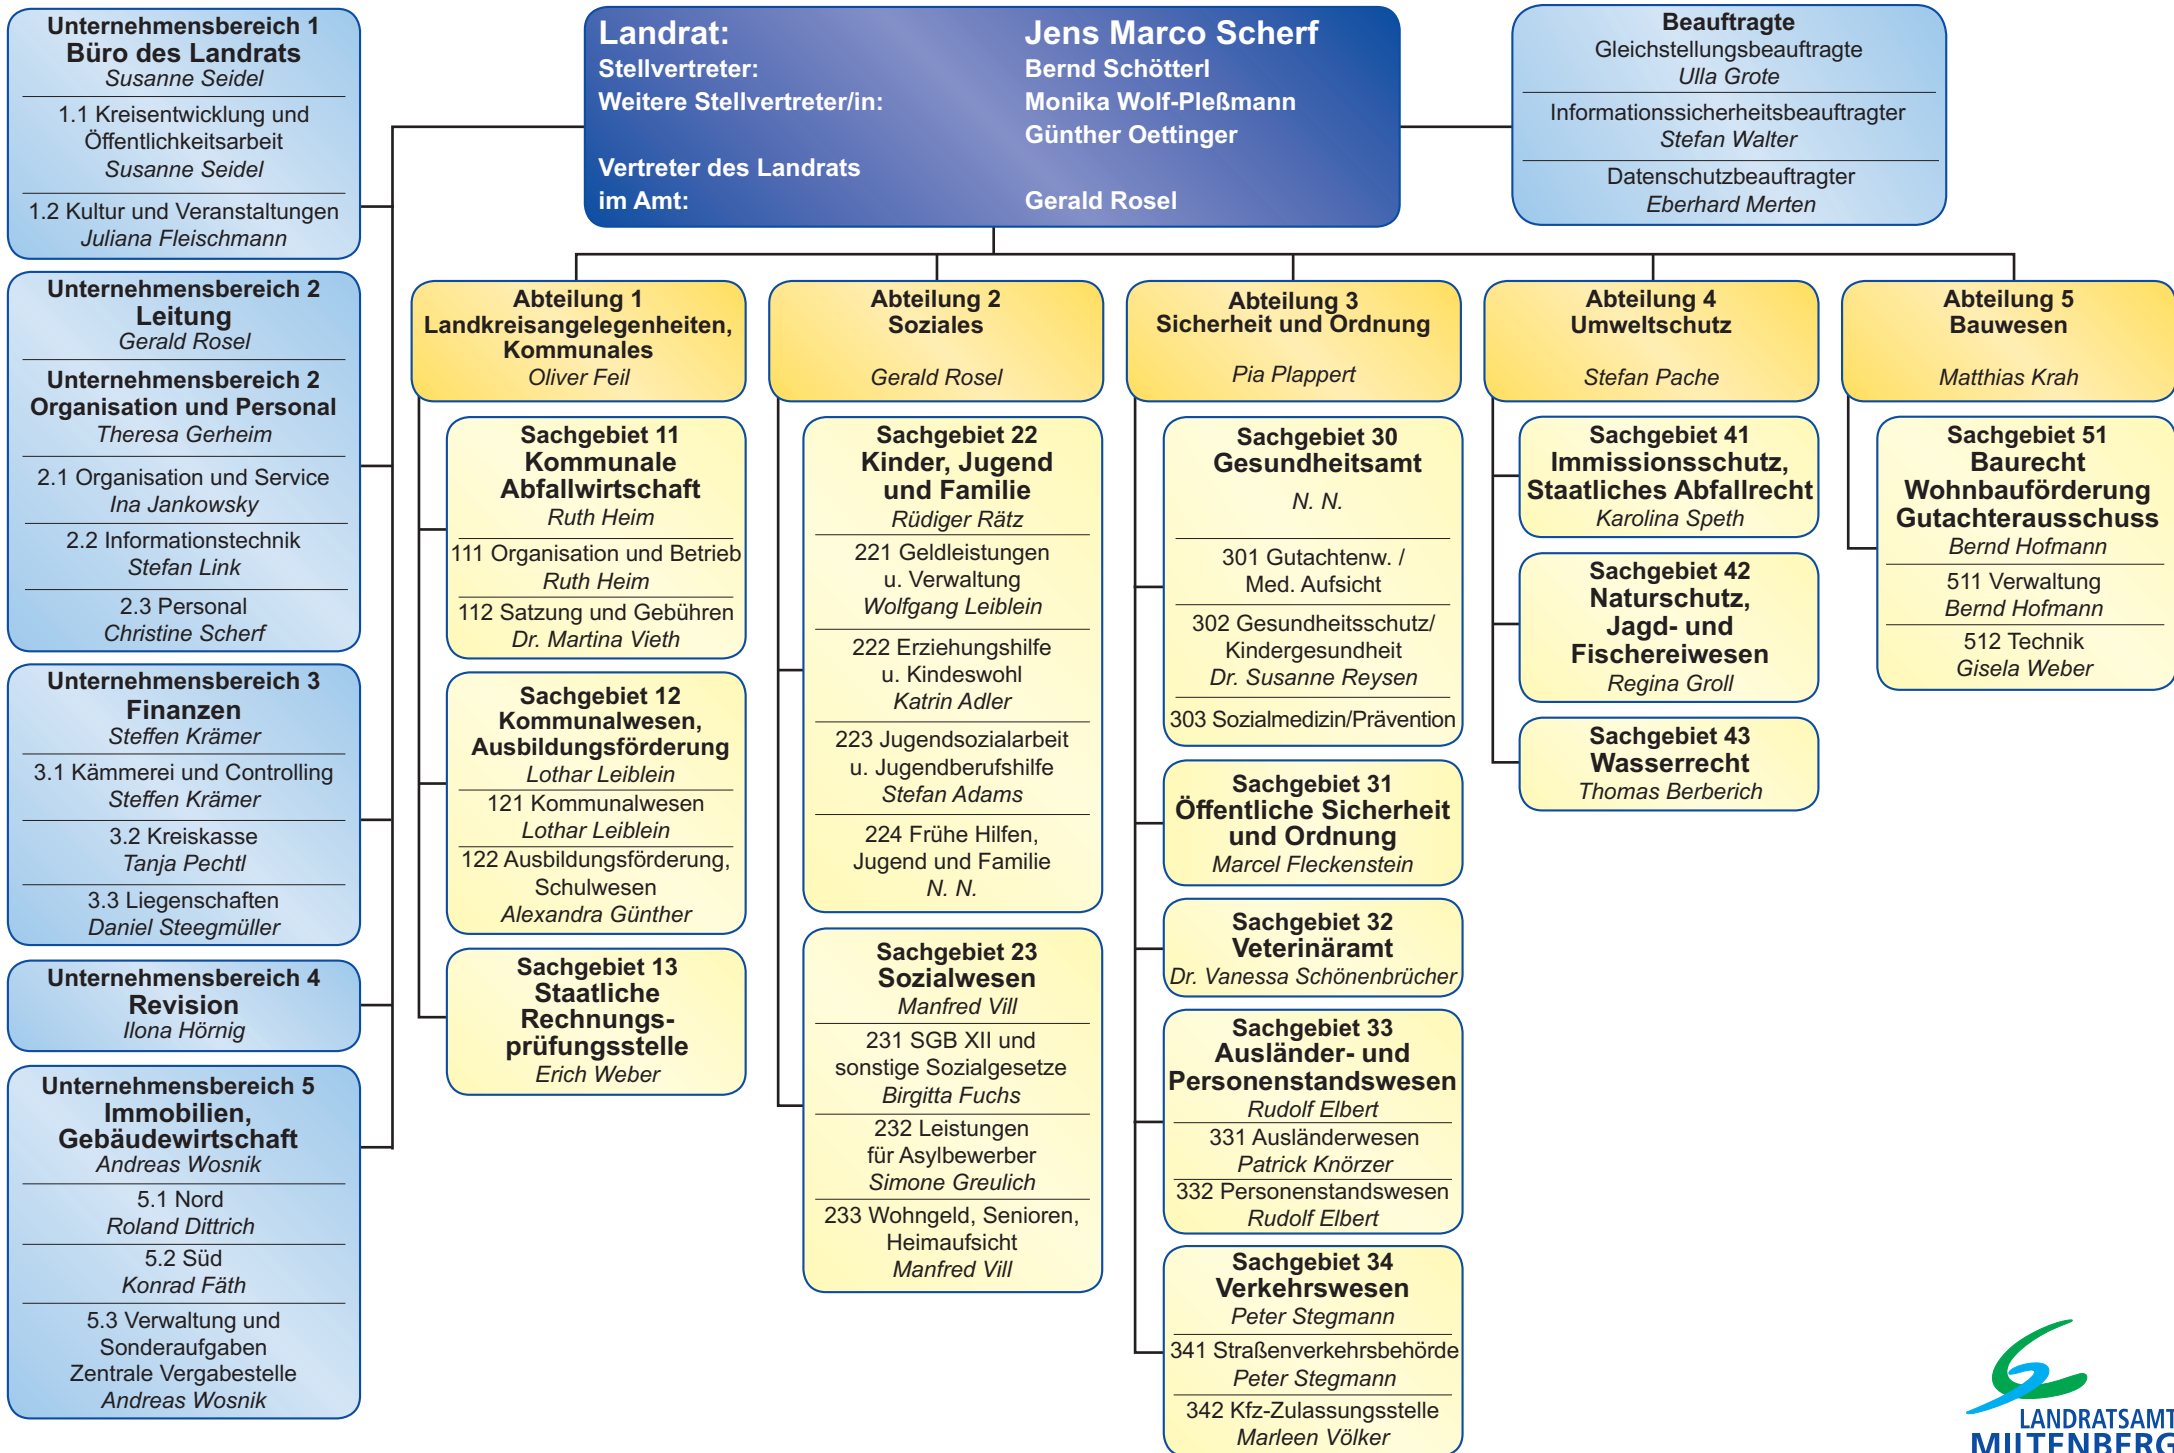 Unternehmensbereich 1
Büro des Landrats
Susanne Seidel
1.1 Kreisentwicklung und
Öffentlichkeitsarbeit
Susanne Seidel
1.2 Kultur und Veranstaltungen
Juliana Fleischmann
Landrat: Jens Marco Scherf
Stellvertreter: Bernd Schötterl
Weitere Stellvertreter/in: Monika Wolf-Pleßmann
Günther Oettinger
Vertreter des Landrats
im Amt: Gerald Rosel
Beauftragte
Gleichstellungsbeauftragte
Ulla Grote
Informationssicherheitsbeauftragter
Stefan Walter
Datenschutzbeauftragter
Eberhard Merten
Unternehmensbereich 2
Leitung
Gerald Rosel
Unternehmensbereich 2
Organisation und Personal
Theresa Gerheim
2.1 Organisation und Service
Ina Jankowsky
2.2 Informationstechnik
Stefan Link
2.3 Personal
Christine Scherf
Unternehmensbereich 3
Finanzen
Steffen Krämer
3.1 Kämmerei und Controlling
Steffen Krämer
3.2 Kreiskasse
Tanja Pechtl
3.3 Liegenschaften
Daniel Steegmüller
Unternehmensbereich 4
Revision
Ilona Hörnig
Unternehmensbereich 5
Immobilien,
Gebäudewirtschaft
Andreas Wosnik
5.1 Nord
Roland Dittrich
5.2 Süd
Konrad Fäth
5.3 Verwaltung und
Sonderaufgaben
Zentrale Vergabestelle
Andreas Wosnik
Abteilung 1
Landkreisangelegenheiten,
Kommunales
Oliver Feil
Sachgebiet 11
Kommunale
Abfallwirtschaft
Ruth Heim
111 Organisation und Betrieb
Ruth Heim
112 Satzung und Gebühren
Dr. Martina Vieth
Sachgebiet 12
Kommunalwesen,
Ausbildungsförderung
Lothar Leiblein
121 Kommunalwesen
Lothar Leiblein
122 Ausbildungsförderung,
Schulwesen
Alexandra Günther
Sachgebiet 13
Staatliche
Rechnungs-
prüfungsstelle
Erich Weber
Abteilung 2
Soziales
Gerald Rosel
Sachgebiet 22
Kinder, Jugend
und Familie
Rüdiger Rätz
221 Geldleistungen
u. Verwaltung
Wolfgang Leiblein
222 Erziehungshilfe
u. Kindeswohl
Katrin Adler
223 Jugendsozialarbeit
u. Jugendberufshilfe
Stefan Adams
224 Frühe Hilfen,
Jugend und Familie
N. N.
Sachgebiet 23
Sozialwesen
Manfred Vill
231 SGB XII und
sonstige Sozialgesetze
Birgitta Fuchs
232 Leistungen
für Asylbewerber
Simone Greulich
233 Wohngeld, Senioren,
Heimaufsicht
Manfred Vill
Abteilung 3
Sicherheit und Ordnung
Pia Plappert
Sachgebiet 30
Gesundheitsamt
N. N.
301 Gutachtenw. /
Med. Aufsicht
302 Gesundheitsschutz/
Kindergesundheit
Dr. Susanne Reysen
303 Sozialmedizin/Prävention
Sachgebiet 31
Öffentliche Sicherheit
und Ordnung
Marcel Fleckenstein
Sachgebiet 32
Veterinäramt
Dr. Vanessa Schönenbrücher
Sachgebiet 33
Ausländer- und
Personenstandswesen
Rudolf Elbert
331 Ausländerwesen
Patrick Knörzer
332 Personenstandswesen
Rudolf Elbert
Sachgebiet 34
Verkehrswesen
Peter Stegmann
341 Straßenverkehrsbehörde
Peter Stegmann
342 Kfz-Zulassungsstelle
Marleen Völker
Abteilung 4
Umweltschutz
Stefan Pache
Sachgebiet 41
Immissionsschutz,
Staatliches Abfallrecht
Karolina Speth
Sachgebiet 42
Naturschutz,
Jagd- und
Fischereiwesen
Regina Groll
Sachgebiet 43
Wasserrecht
Thomas Berberich
Abteilung 5
Bauwesen
Matthias Krah
Sachgebiet 51
Baurecht
Wohnbauförderung
Gutachterausschuss
Bernd Hofmann
511 Verwaltung
Bernd Hofmann
512 Technik
Gisela Weber
LANDRATSAMT
MILTENBERG